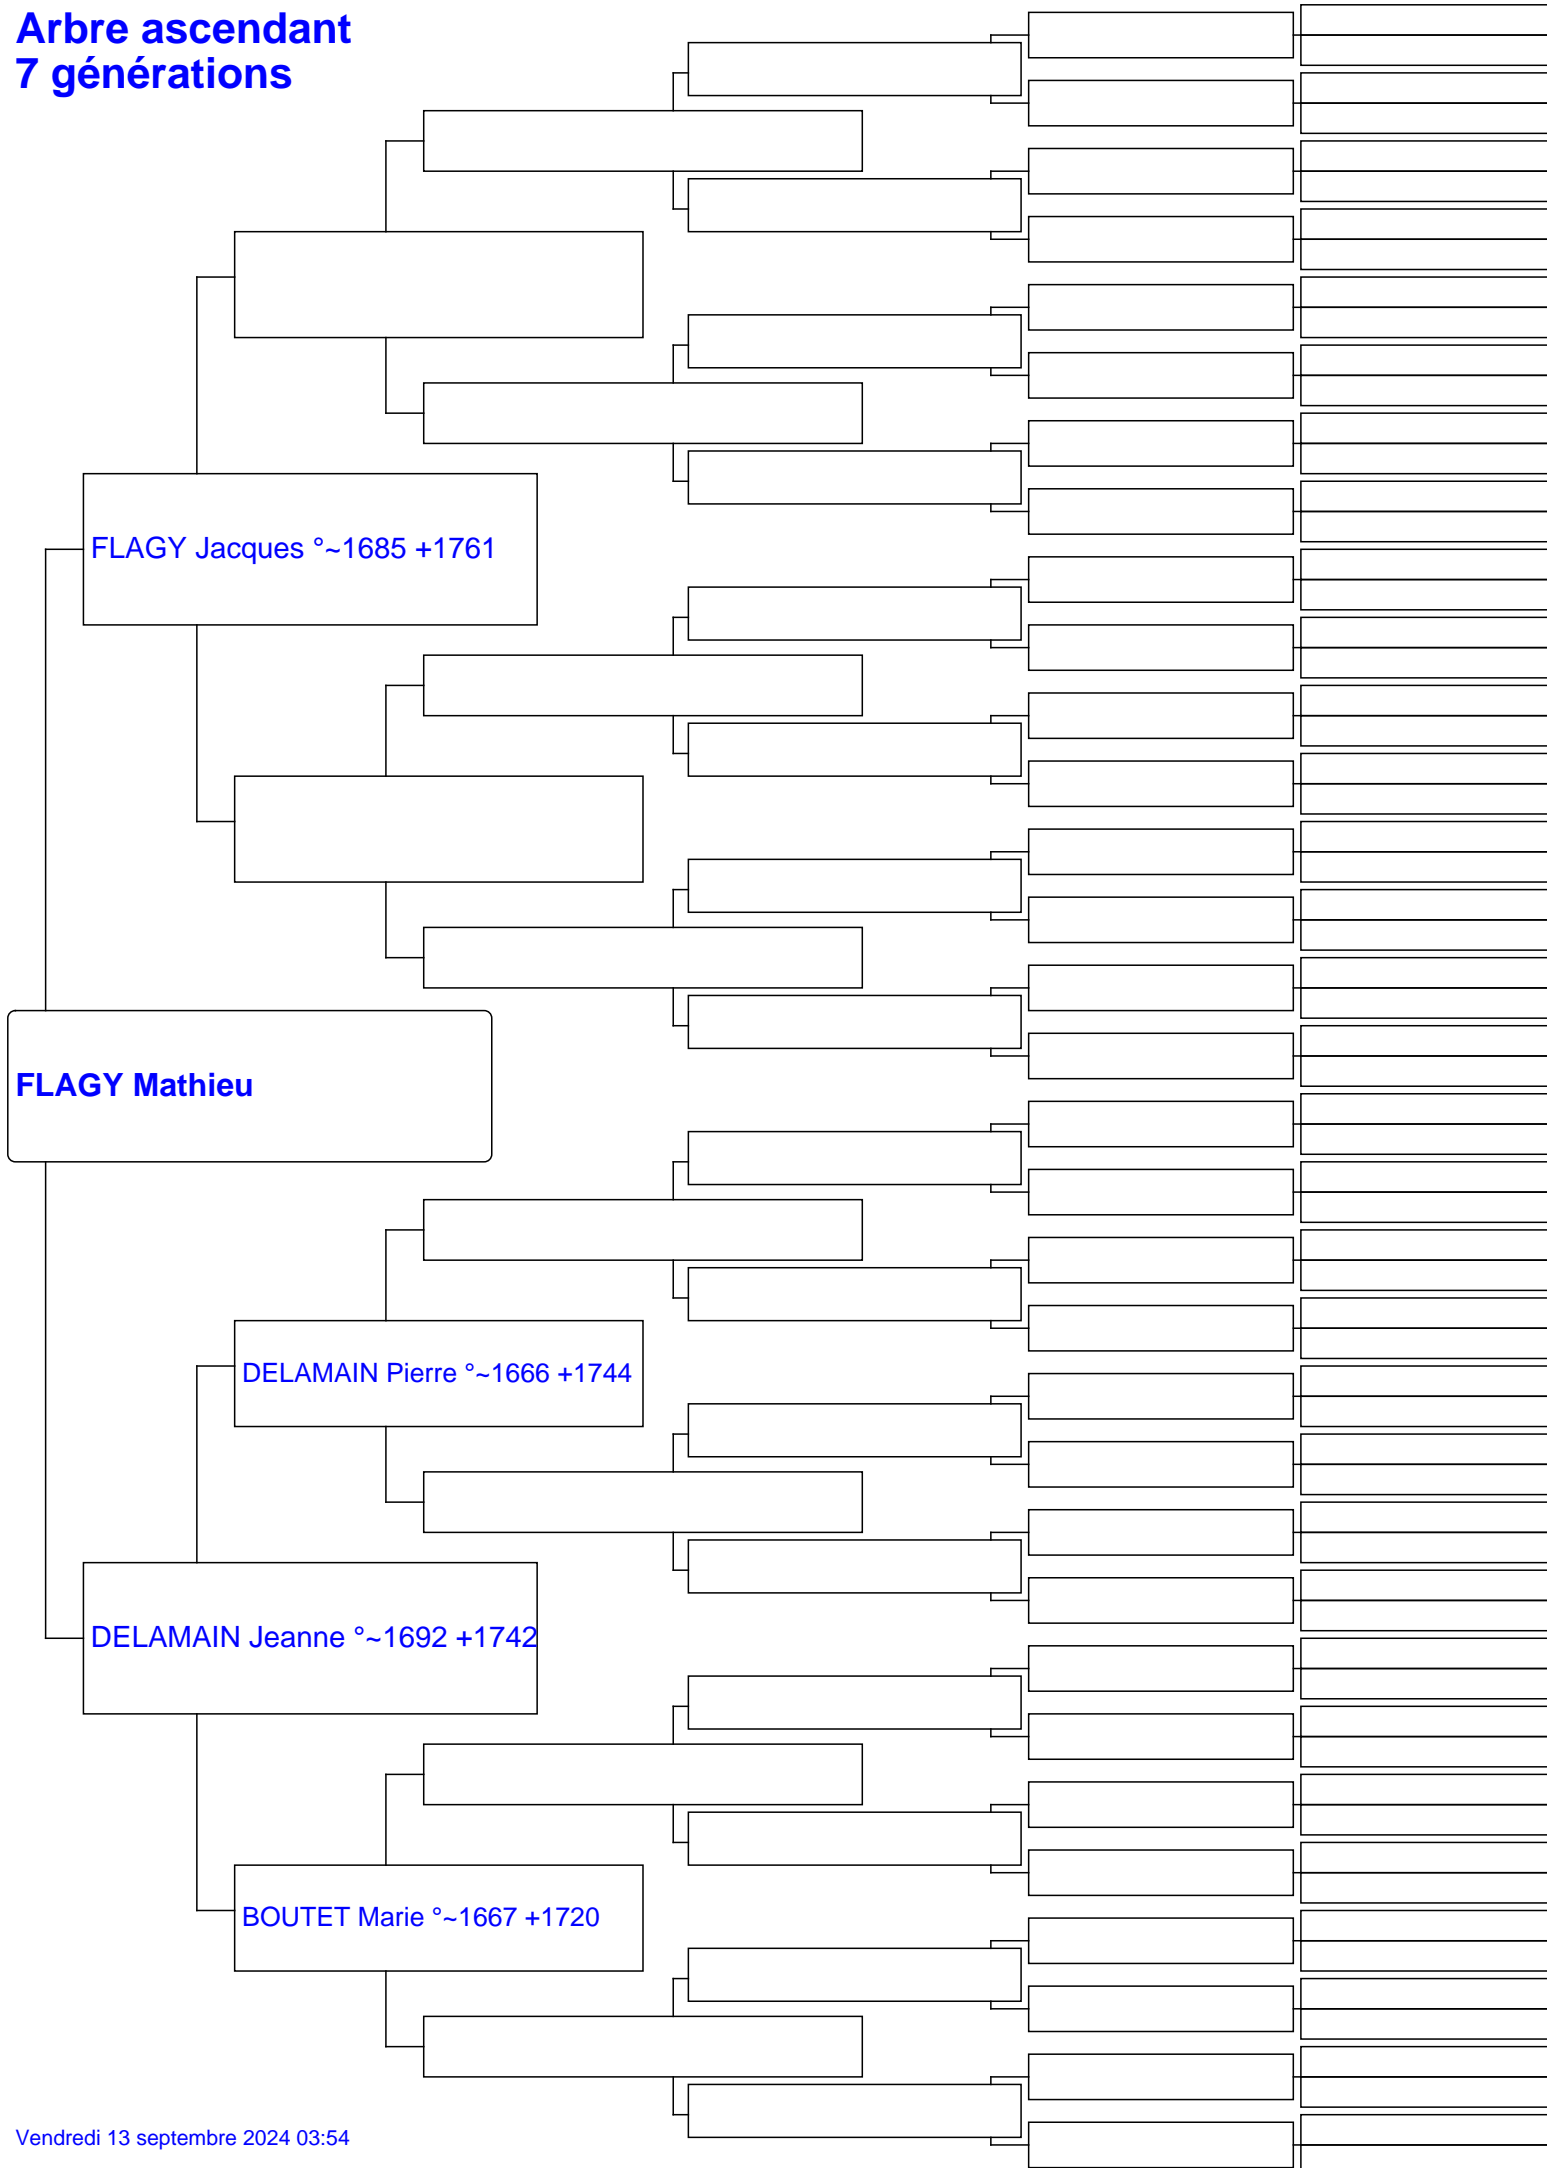 Arbre ascendant
7 générations
FLAGY Jacques °~1685 +1761
FLAGY Mathieu
DELAMAIN Pierre °~1666 +1744
DELAMAIN Jeanne °~1692 +1742
BOUTET Marie °~1667 +1720
Vendredi 13 septembre 2024 03:54